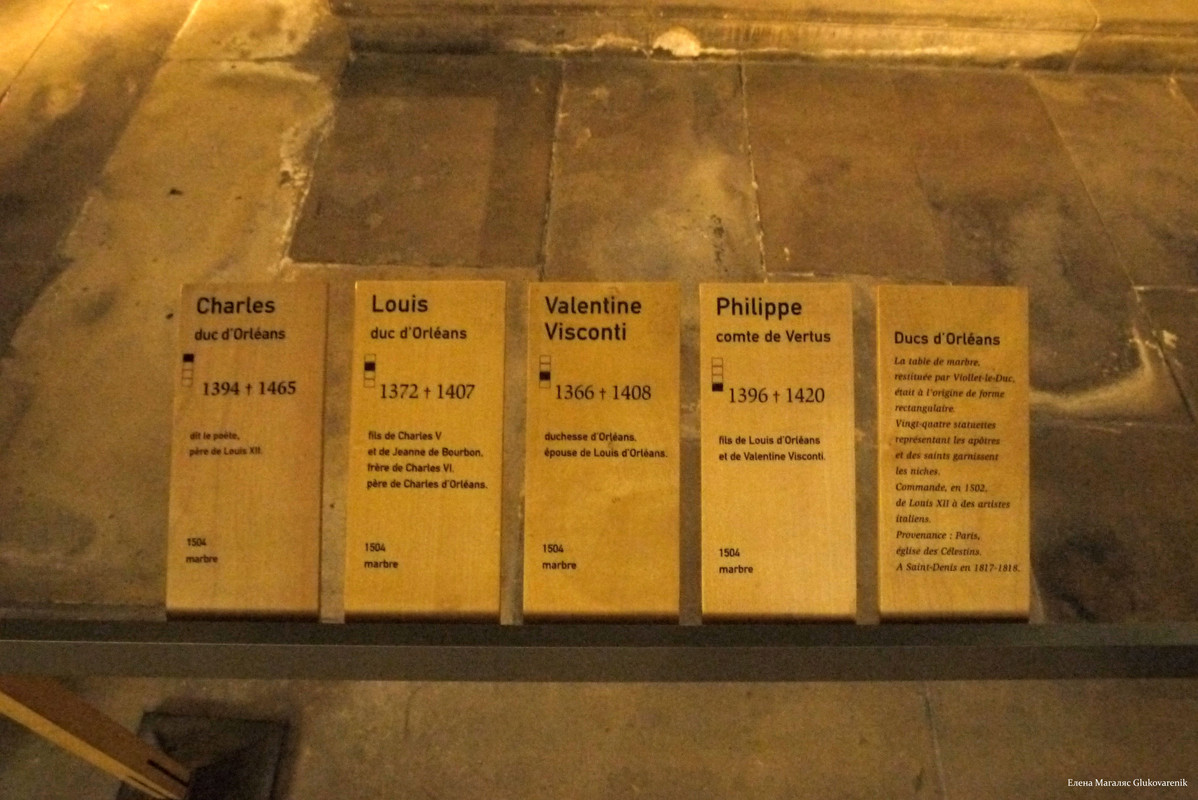 Charles
duc d'Orléans
1394 † 1465
dit le poète,
père de Louis XII.
1504
marbre
Louis
duc d'Orléans
1372 † 1407
fils de Charles V
et de Jeanne de Bourbon,
frère de Charles VI,
père de Charles d'Orléans.
1504
marbre
Valentine
Visconti
1366 † 1408
duchesse d'Orléans,
épouse de Louis d'Orléans.
1504
marbre
Philippe
comte de Vertus
1396 † 1420
fils de Louis d'Orléans
et de Valentine Visconti.
1504
marbre
Ducs d'Orléans
La table de marbre,
restituée par Viollet-le-Duc,
était à l'origine de forme
rectangulaire.
Vingt-quatre statuettes
représentant les apôtres
et des saints garnissent
les niches.
Commande, en 1502,
de Louis XII à des artistes
italiens.
Provenance : Paris,
église des Célestins.
A Saint-Denis en 1817-1818.
Елена Магаляс Glukovarenik